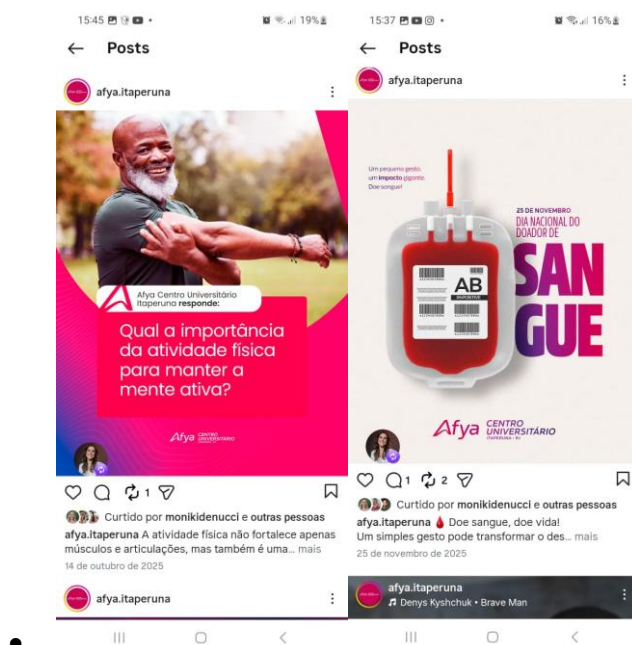 15:45
19%
Posts
afya.itaperuna
Afya Centro Universitário
Itaperuna responde:
Qual a importância
da atividade física
para manter a
mente ativa?
Afya CENTRO
UNIVERSITÁRIO
1
Curtido por monikidenucci e outras pessoas
afya.itaperuna A atividade física não fortalece apenas
músculos e articulações, mas também é uma... mais
14 de outubro de 2025
afya.itaperuna
15:37
16%
Posts
afya.itaperuna
Um pequeno gesto,
um impacto gigante.
Doe sangue!
25 DE NOVEMBRO
DIA NACIONAL DO
DOADOR DE
SAN
GUE
AB
Afya CENTRO
UNIVERSITÁRIO
ITAPERUNA - RJ
1 2
Curtido por monikidenucci e outras pessoas
afya.itaperuna 🩸 Doe sangue, doe vida!
Um simples gesto pode transformar o des... mais
25 de novembro de 2025
afya.itaperuna
Denys Kyshchuk • Brave Man